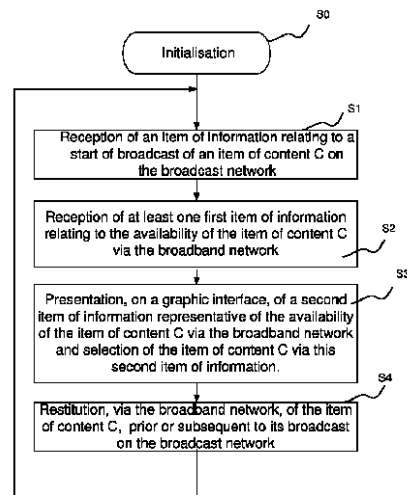 S0
Initialisation
S1
Reception of an item of Information relating to a
start of broadcast of an item of content C on
the broadcast network
Reception of at least one first item of information
relating to the availability of the item of content C
via the broadband network
S2
Presentation, on a graphic interface, of a second
S3
item of information representative of the availability
of the item of content C via the broadband network
and selection of the item of content C via this
second item of information.
S4
Restitution, via the broadband network, of the item
of content C, prior or subsequent to its broadcast
on the broadcast network